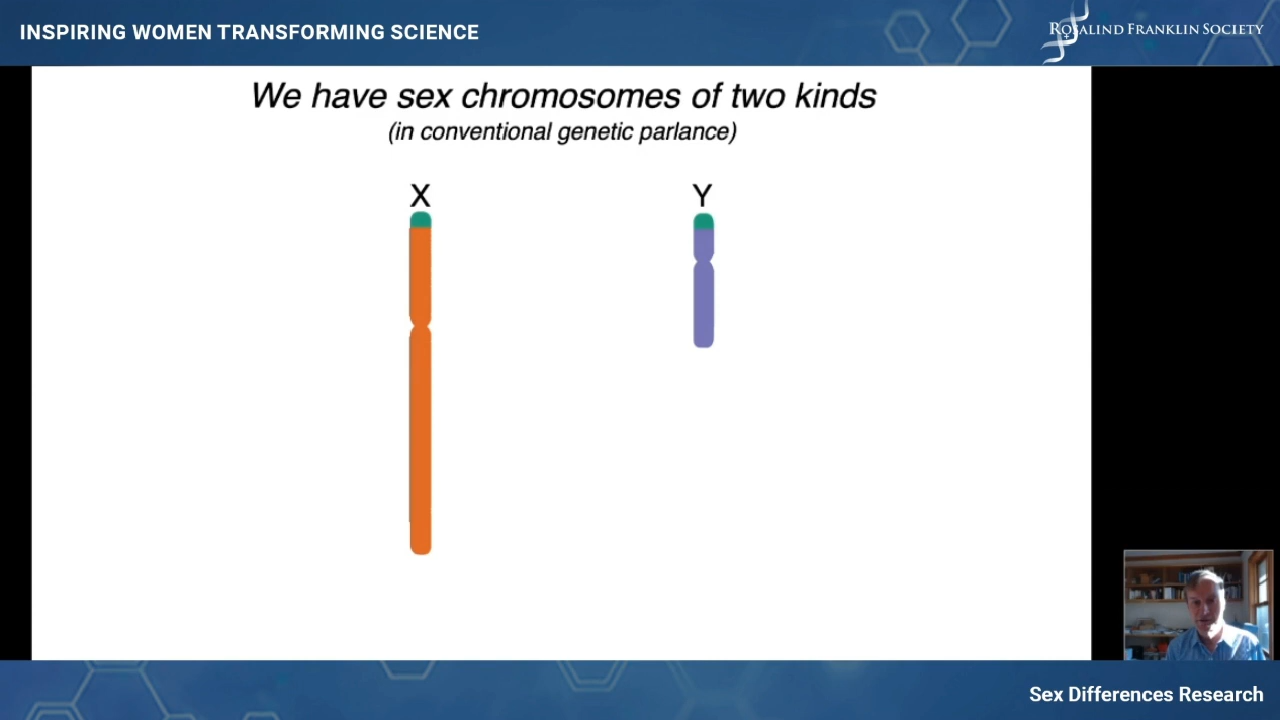 INSPIRING WOMEN TRANSFORMING SCIENCE
ROSALIND FRANKLIN SOCIETY
We have sex chromosomes of two kinds
(in conventional genetic parlance)
X Y
Sex Differences Research